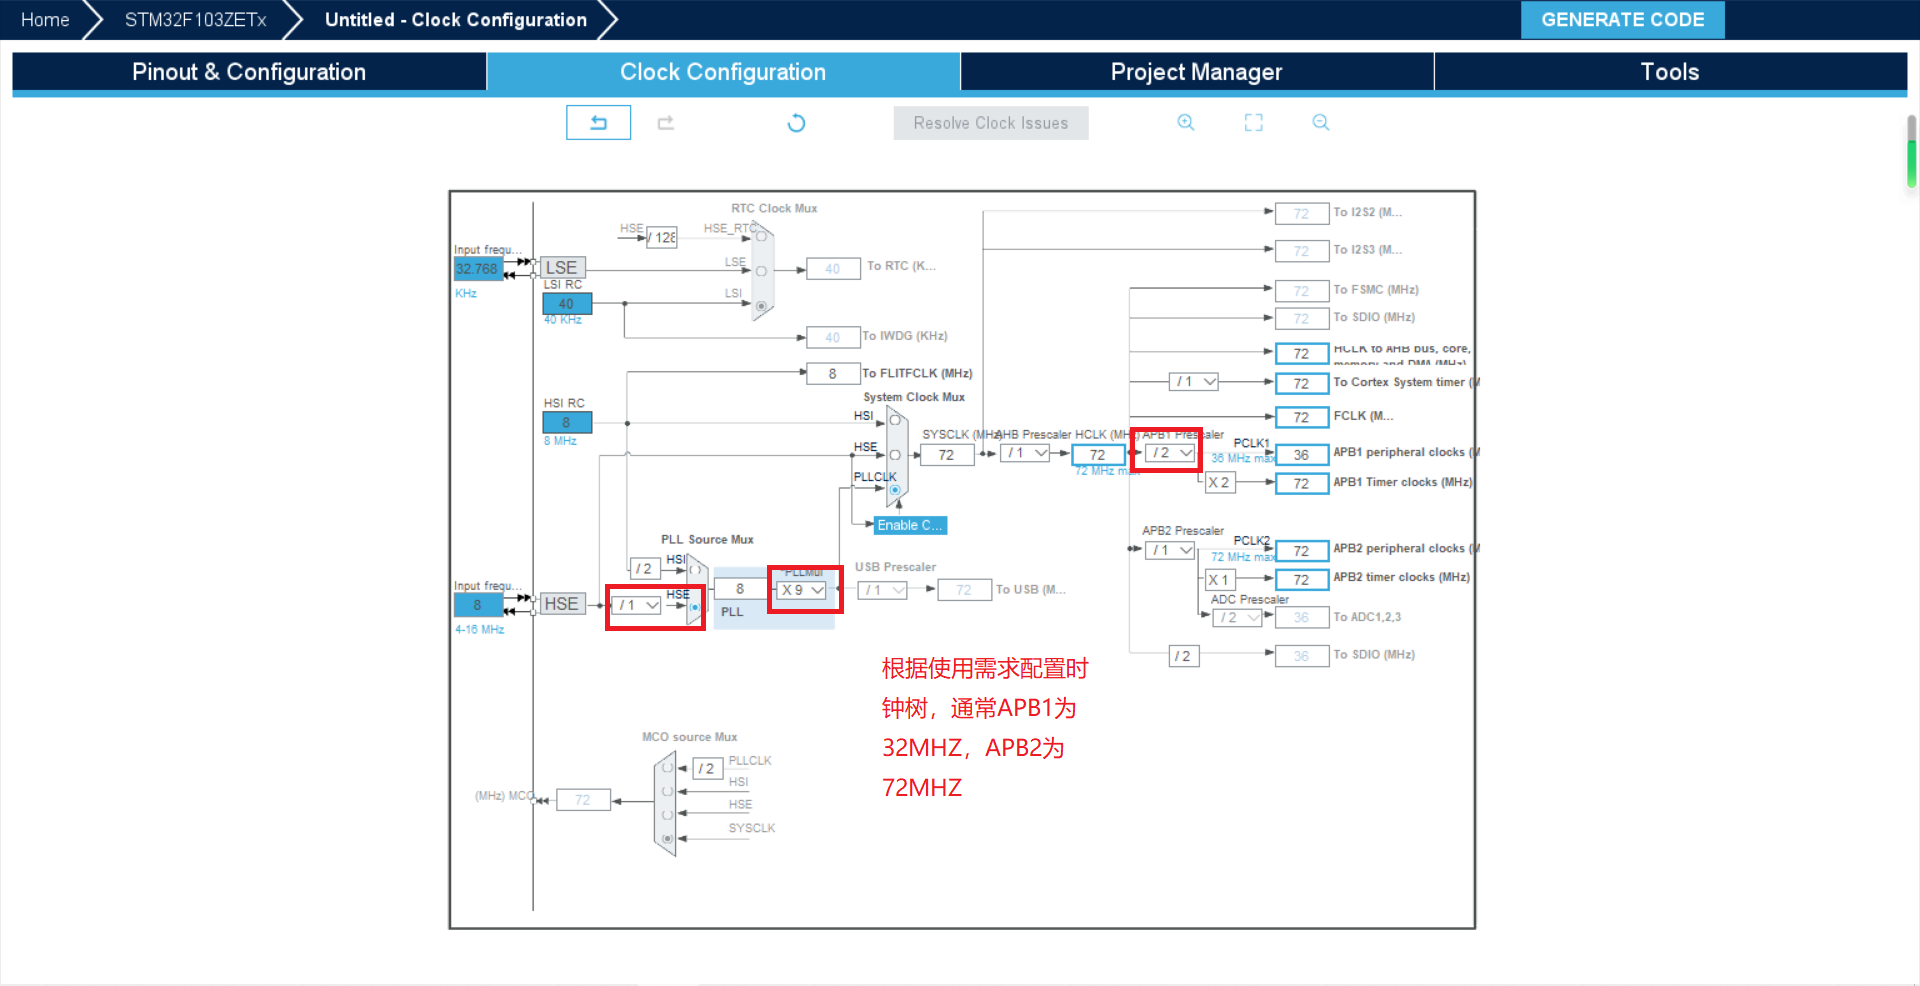 Home
STM32F103ZETx
Untitled - Clock Configuration
GENERATE CODE
Pinout & Configuration
Clock Configuration
Project Manager
Tools
Resolve Clock Issues
RTC Clock Mux
HSE
/ 128
HSE_RTC
Input frequ...
32.768
KHz
LSE
LSE
LSI RC
40
40 KHz
LSI
40
To RTC (K...
40
To IWDG (KHz)
8
To FLITFCLK (MHz)
System Clock Mux
HSI RC
8
8 MHz
HSI
HSE
PLLCLK
Enable C...
SYSCLK (MHz)
72
AHB Prescaler
/ 1
HCLK (MHz)
72
72 MHz max
APB1 Prescaler
/ 2
PCLK1
36 MHz max
X 2
72
To I2S2 (M...
72
To I2S3 (M...
72
To FSMC (MHz)
72
To SDIO (MHz)
72
HCLK to AHB bus, core,
memory and DMA (MHz)
/ 1
72
To Cortex System timer (M
72
FCLK (M...
36
APB1 peripheral clocks (M
72
APB1 Timer clocks (MHz)
APB2 Prescaler
/ 1
PCLK2
72 MHz max
72
APB2 peripheral clocks (M
X 1
72
APB2 timer clocks (MHz)
ADC Prescaler
/ 2
36
To ADC1,2,3
/ 2
36
To SDIO (MHz)
PLL Source Mux
/ 2
HSI
Input frequ...
8
4-16 MHz
HSE
/ 1
HSE
8
PLL
*PLLMul
X 9
USB Prescaler
/ 1
72
To USB (M...
根据使用需求配置时
钟树，通常APB1为
32MHZ，APB2为
72MHZ
MCO source Mux
/ 2
PLLCLK
HSI
HSE
SYSCLK
(MHz) MCO
72